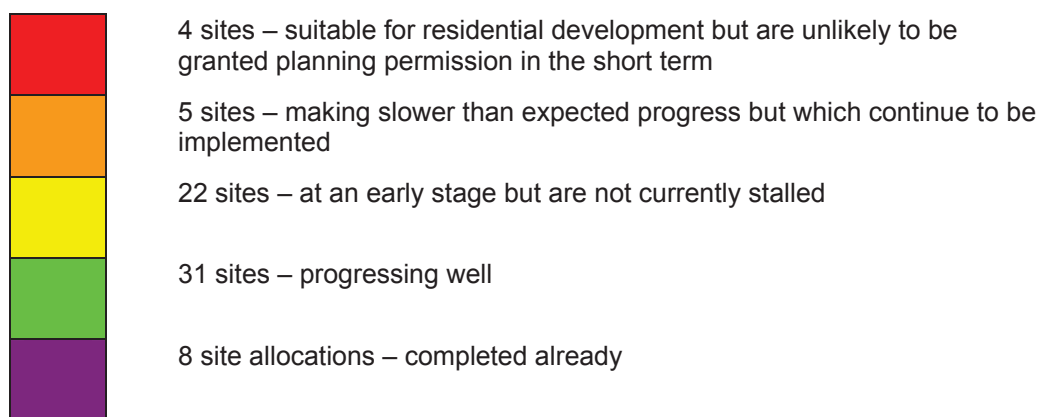 4 sites – suitable for residential development but are unlikely to be
granted planning permission in the short term
5 sites – making slower than expected progress but which continue to be
implemented
22 sites – at an early stage but are not currently stalled
31 sites – progressing well
8 site allocations – completed already